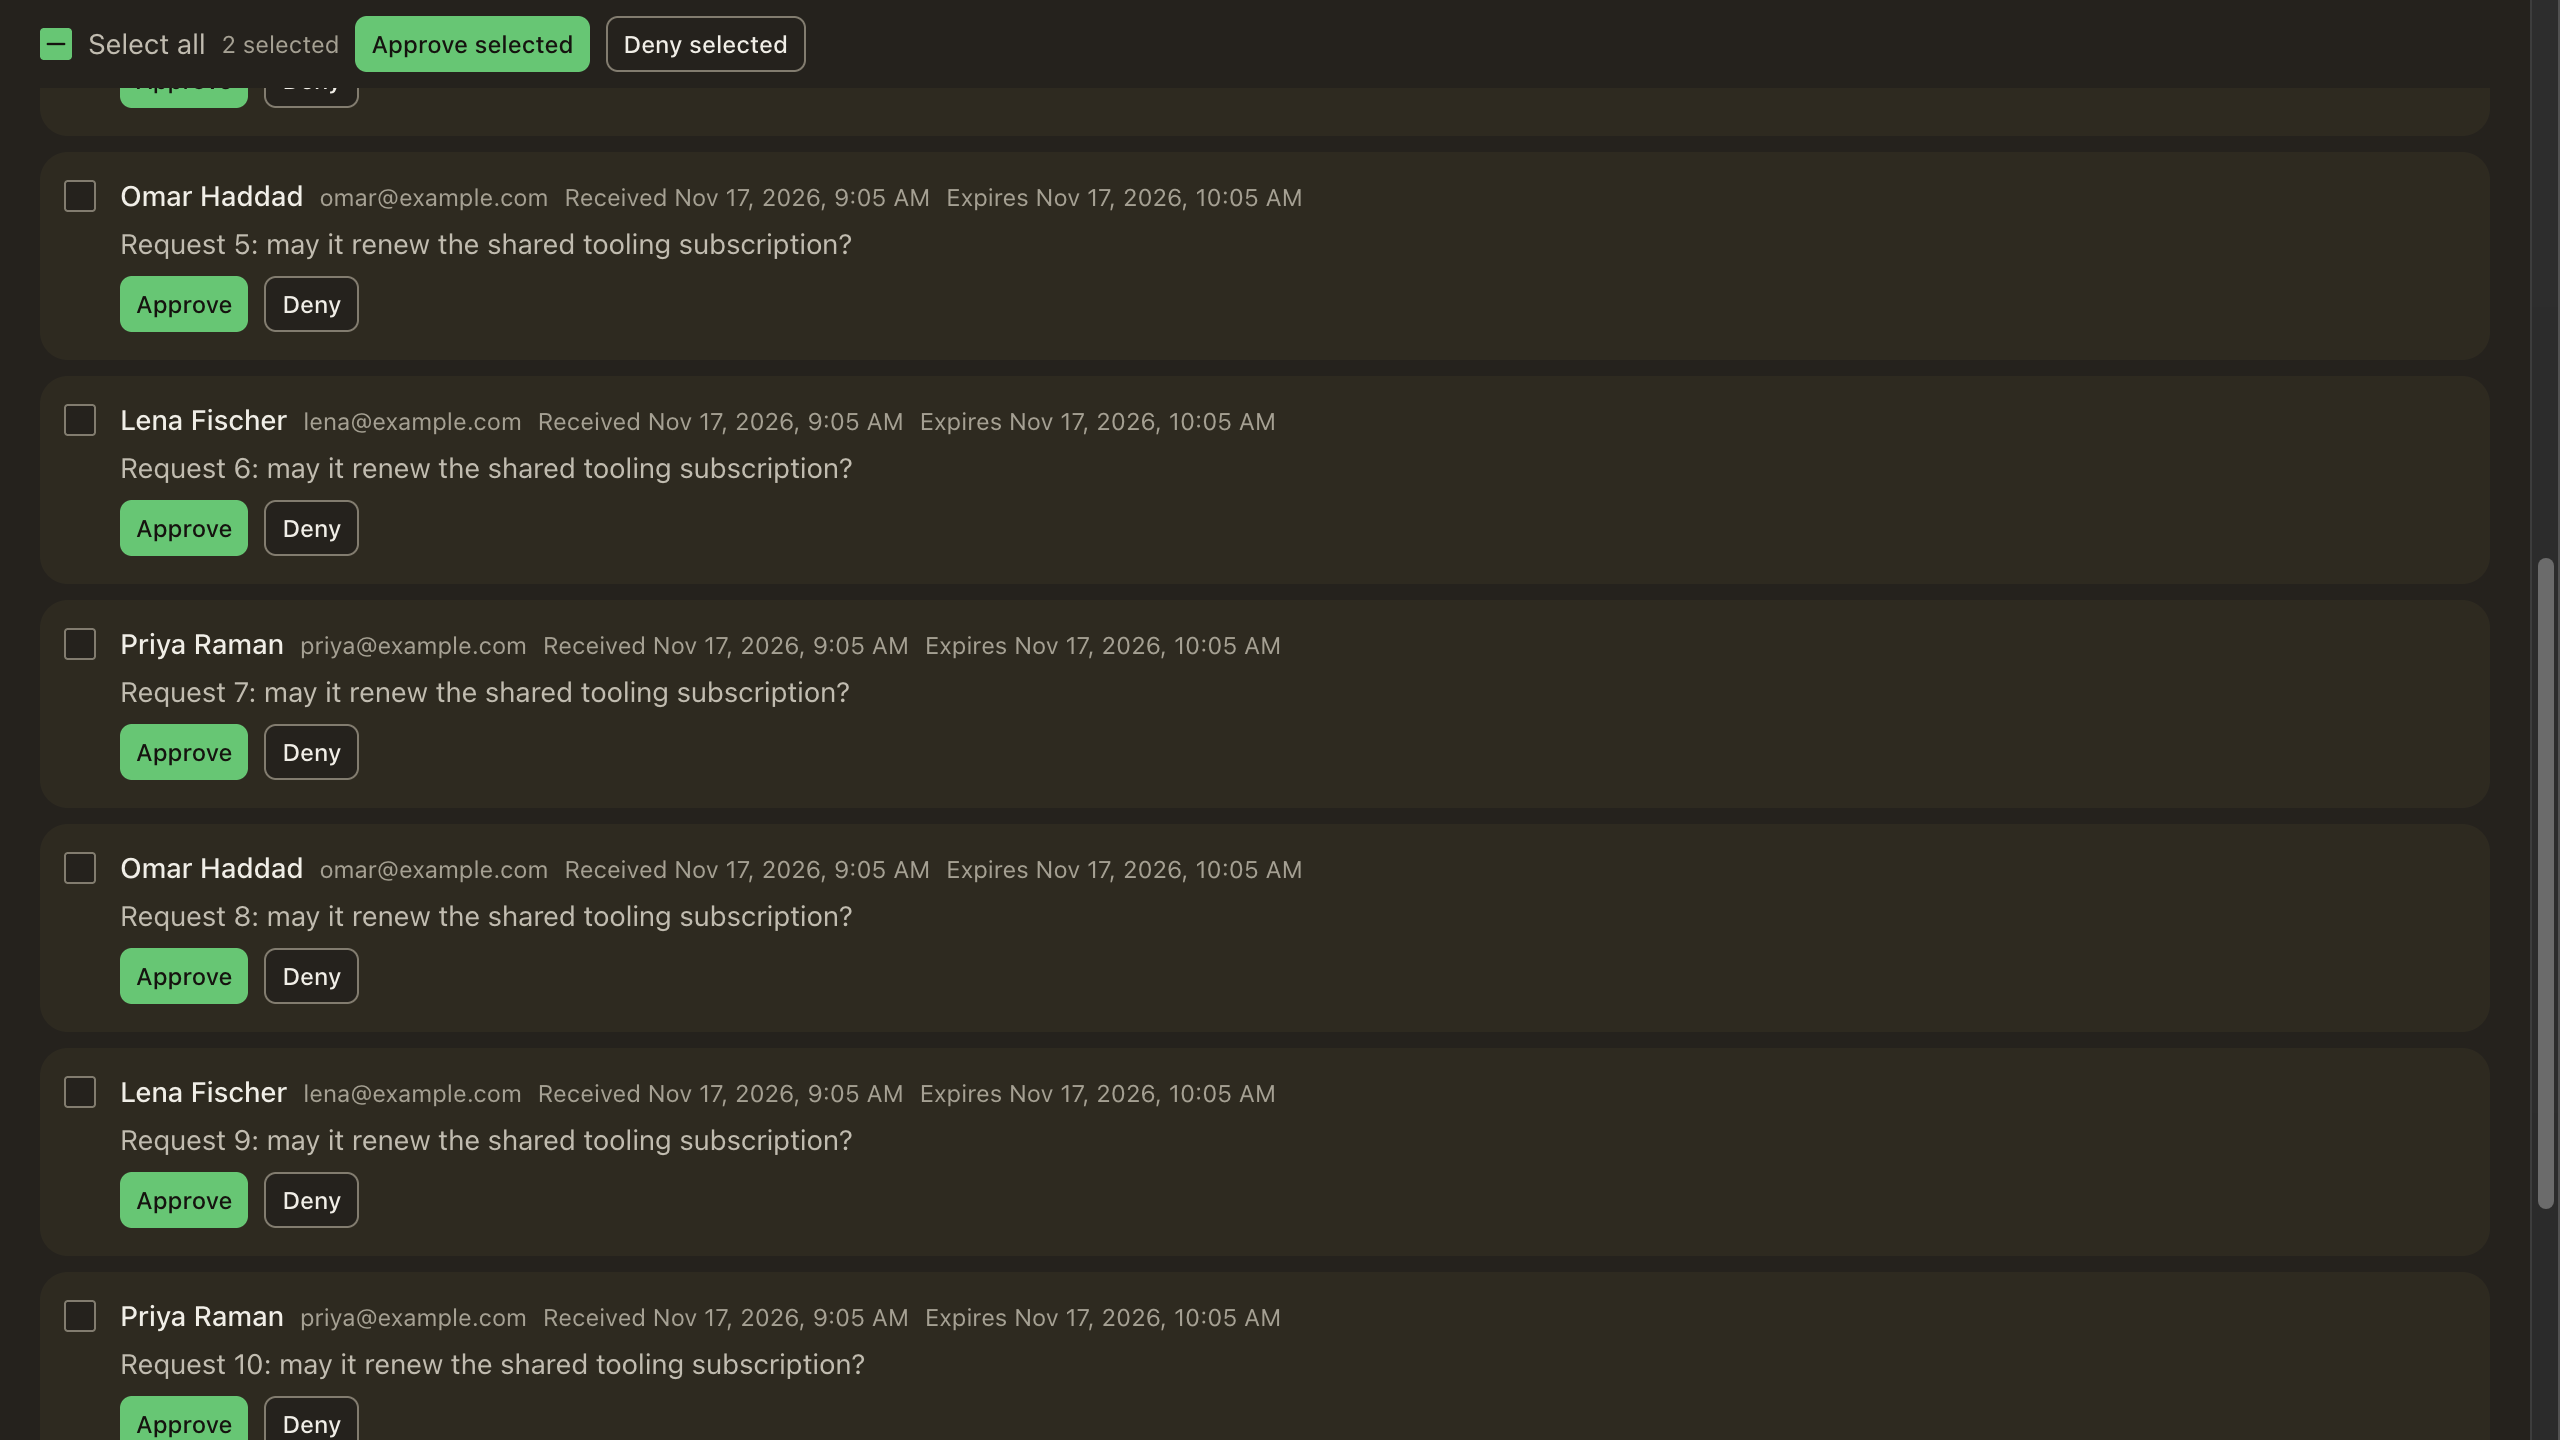 Select all 2 selected Approve selected Deny selected
Omar Haddad omar@example.com Received Nov 17, 2026, 9:05 AM Expires Nov 17, 2026, 10:05 AM
Request 5: may it renew the shared tooling subscription?
Approve Deny
Lena Fischer lena@example.com Received Nov 17, 2026, 9:05 AM Expires Nov 17, 2026, 10:05 AM
Request 6: may it renew the shared tooling subscription?
Approve Deny
Priya Raman priya@example.com Received Nov 17, 2026, 9:05 AM Expires Nov 17, 2026, 10:05 AM
Request 7: may it renew the shared tooling subscription?
Approve Deny
Omar Haddad omar@example.com Received Nov 17, 2026, 9:05 AM Expires Nov 17, 2026, 10:05 AM
Request 8: may it renew the shared tooling subscription?
Approve Deny
Lena Fischer lena@example.com Received Nov 17, 2026, 9:05 AM Expires Nov 17, 2026, 10:05 AM
Request 9: may it renew the shared tooling subscription?
Approve Deny
Priya Raman priya@example.com Received Nov 17, 2026, 9:05 AM Expires Nov 17, 2026, 10:05 AM
Request 10: may it renew the shared tooling subscription?
Approve Deny